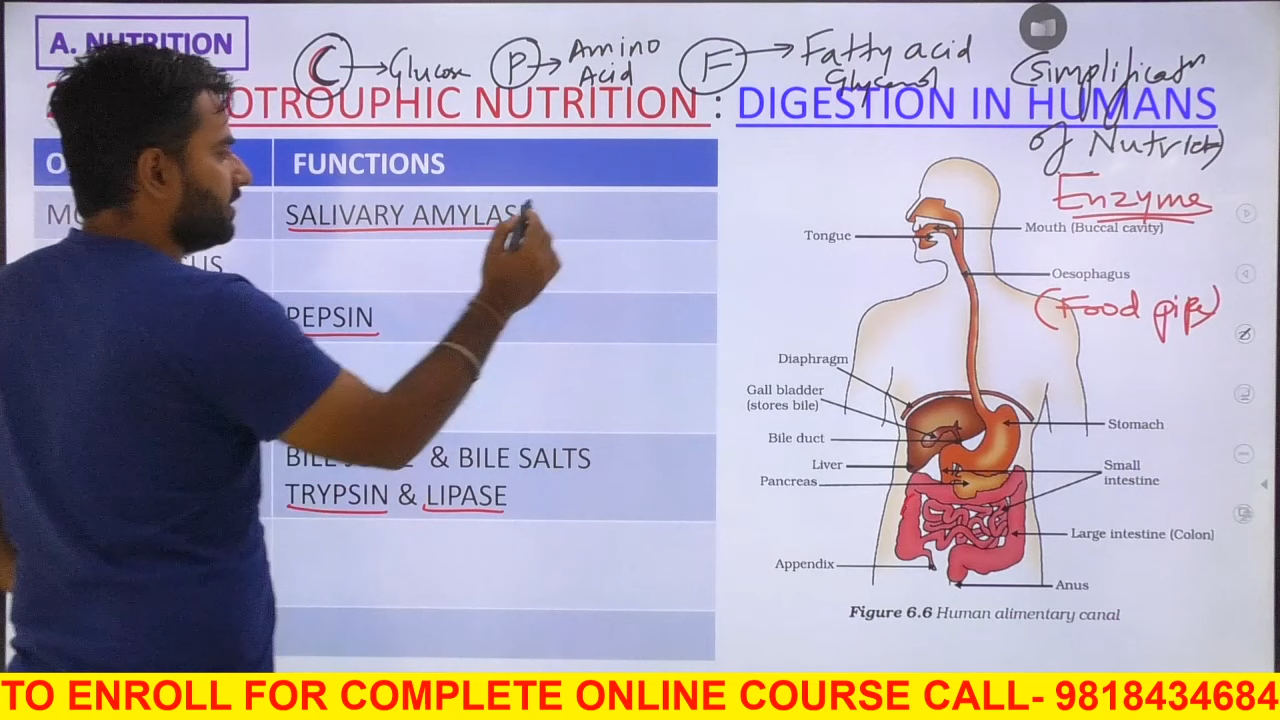 A. NUTRITION
C → Glucose P → Amino Acid F → Fatty acid Glycerol
(Simplificatn of Nutrient)
OTROUPHIC NUTRITION : DIGESTION IN HUMANS
FUNCTIONS
SALIVARY AMYLASE
PEPSIN
& BILE SALTS
TRYPSIN & LIPASE
Enzyme
Tongue
Mouth (Buccal cavity)
Oesophagus
(Food pipe)
Diaphragm
Gall bladder
(stores bile)
Bile duct
Liver
Pancreas
Stomach
Small
intestine
Large intestine (Colon)
Appendix
Anus
Figure 6.6 Human alimentary canal
TO ENROLL FOR COMPLETE ONLINE COURSE CALL- 9818434684